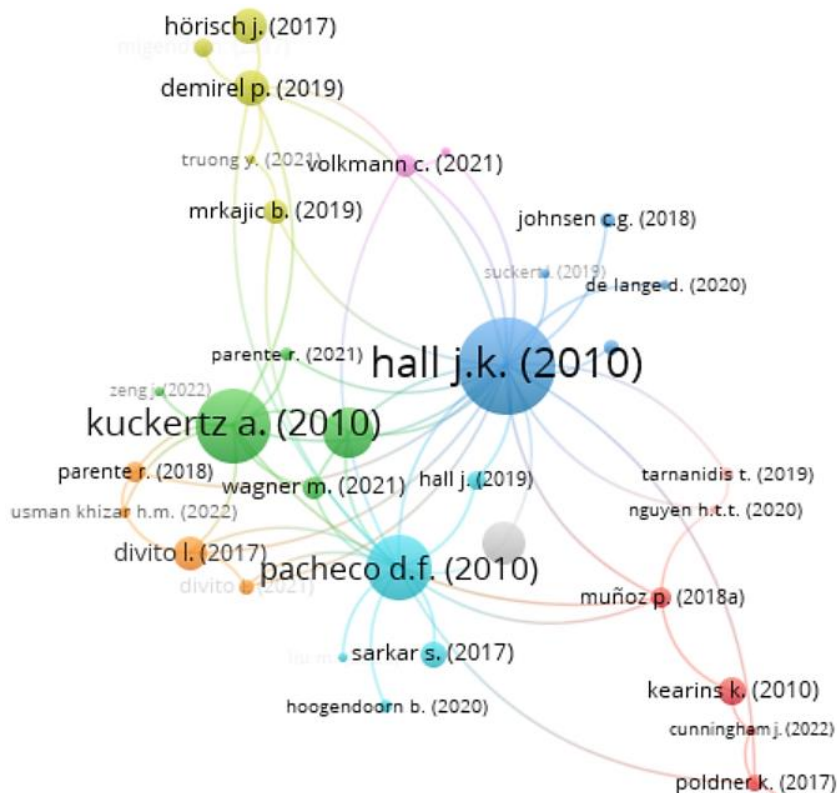 hörisch j. (2017)
demirel p. (2019)
truong y. (2021)
volkmann c. (2021)
mrkajic b. (2019)
johnsen c.g. (2018)
suckert l. (2019)
de lange d. (2020)
parente r. (2021)
hall j.k. (2010)
zeng j. (2022)
kuckertz a. (2010)
parente r. (2018)
wagner m. (2021)
hall j. (2019)
tarnanidis t. (2019)
usman khizar h.m. (2022)
nguyen h.t.t. (2020)
divito l. (2017)
pacheco d.f. (2010)
divito l. (2021)
muñoz p. (2018a)
sarkar s. (2017)
kearins k. (2010)
hoogendoorn b. (2020)
cunningham j. (2022)
poldner k. (2017)